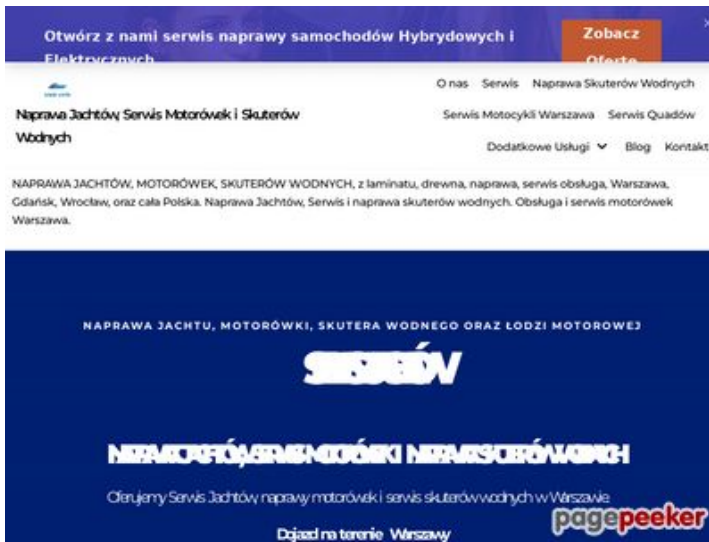 Otwórz z nami serwis naprawy samochodów Hybrydowych i
Elektrycznych
Zobacz
Ofertę
O nas Serwis Naprawa Skuterów Wodnych
Naprawa Jachtów, Serwis Motorówek i Skuterów
Wodnych
Serwis Motocykli Warszawa Serwis Quadów
Dodatkowe Usługi Blog Kontakt
NAPRAWA JACHTÓW, MOTORÓWEK, SKUTERÓW WODNYCH, z laminatu, drewna, naprawa, serwis obsługa, Warszawa,
Gdańsk, Wrocław, oraz cała Polska. Naprawa Jachtów, Serwis i naprawa skuterów wodnych. Obsługa i serwis motorówek
Warszawa.
NAPRAWA JACHTU, MOTORÓWKI, SKUTERA WODNEGO ORAZ ŁODZI MOTOROWEJ
Oferujemy Serwis Jachtów, naprawy motorówek i serwis skuterów wodnych w Warszawie.
Dojazd na terenie Warszawy
pagepeeker